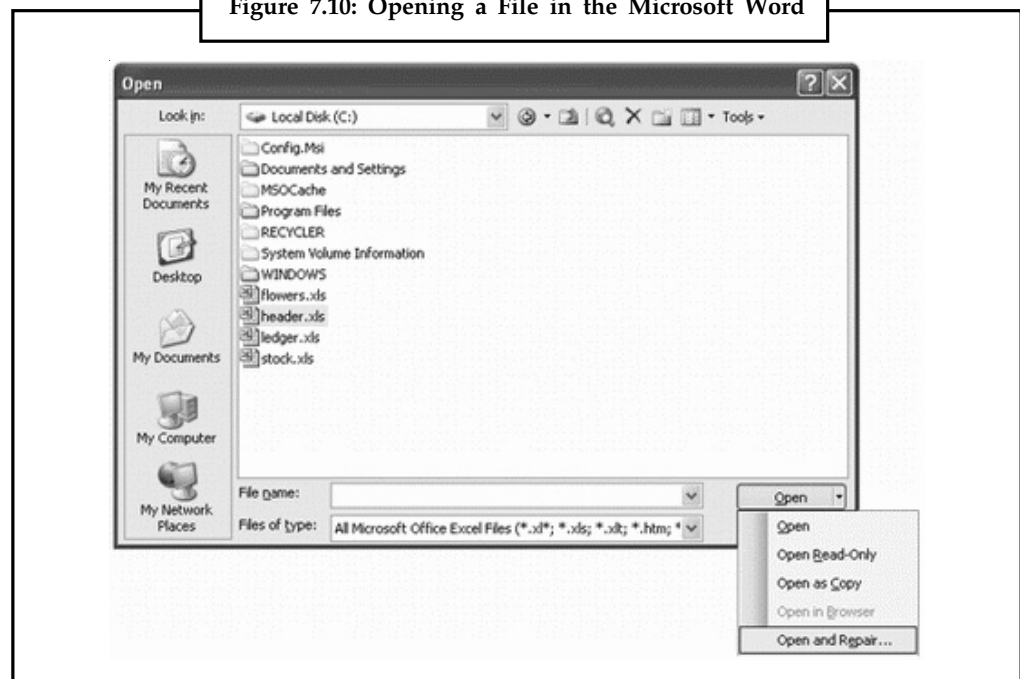 Figure 7.10: Opening a File in the Microsoft Word
Open
Look in:
Local Disk (C:)
Tools
My Recent
Documents
Desktop
My Documents
My Computer
My Network
Places
Config.Msi
Documents and Settings
MSOCache
Program Files
RECYCLER
System Volume Information
WINDOWS
flowers.xls
header.xls
ledger.xls
stock.xls
File name:
Open
Files of type:
All Microsoft Office Excel Files (*.xl*; *.xls; *.xlt; *.htm; *
Open
Open Read-Only
Open as Copy
Open in Browser
Open and Repair...